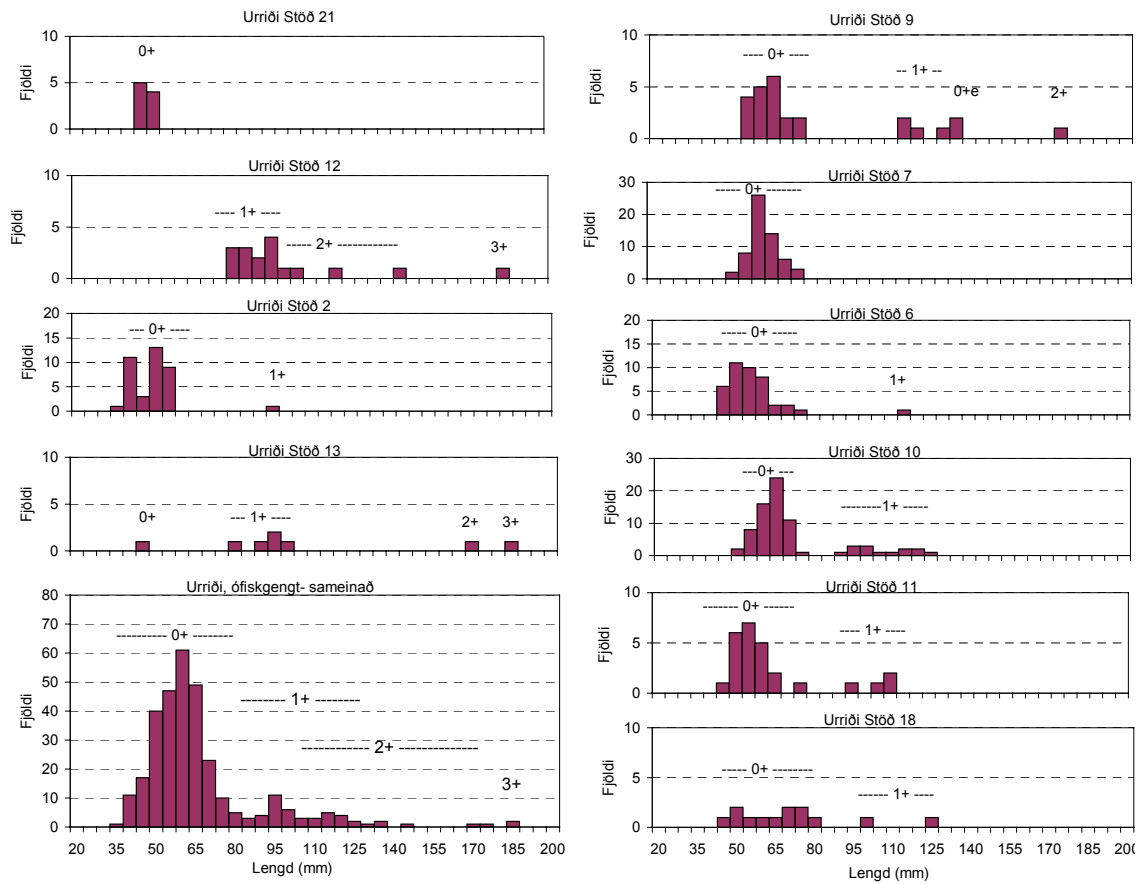 Urriði Stöð 21
Fjöldi
10
5
0
0+
Urriði Stöð 12
Fjöldi
10
5
0
---- 1+ ----
----- 2+ ------------
3+
Urriði Stöð 2
Fjöldi
20
15
10
5
0
--- 0+ ----
1+
Urriði Stöð 13
Fjöldi
10
5
0
0+
-- 1+ ----
2+
3+
Urriði, ófiskgengt- sameinað
Fjöldi
80
70
60
50
40
30
20
10
0
---------- 0+ --------
-------- 1+ ------------
------------- 2+ ---------------
3+
20 35 50 65 80 95 110 125 140 155 170 185 200
Lengd (mm)
Urriði Stöð 9
Fjöldi
10
5
0
---- 0+ ----
-- 1+ --
0+e
2+
Urriði Stöð 7
Fjöldi
30
20
10
0
----- 0+ -------
Urriði Stöð 6
Fjöldi
20
15
10
5
0
----- 0+ -----
1+
Urriði Stöð 10
Fjöldi
30
20
10
0
---0+ ---
---------1+ -----
Urriði Stöð 11
Fjöldi
10
5
0
------- 0+ ------
---- 1+ ----
Urriði Stöð 18
Fjöldi
10
5
0
----- 0+ --------
------ 1+ ----
20 35 50 65 80 95 110 125 140 155 170 185 200
Lengd (mm)